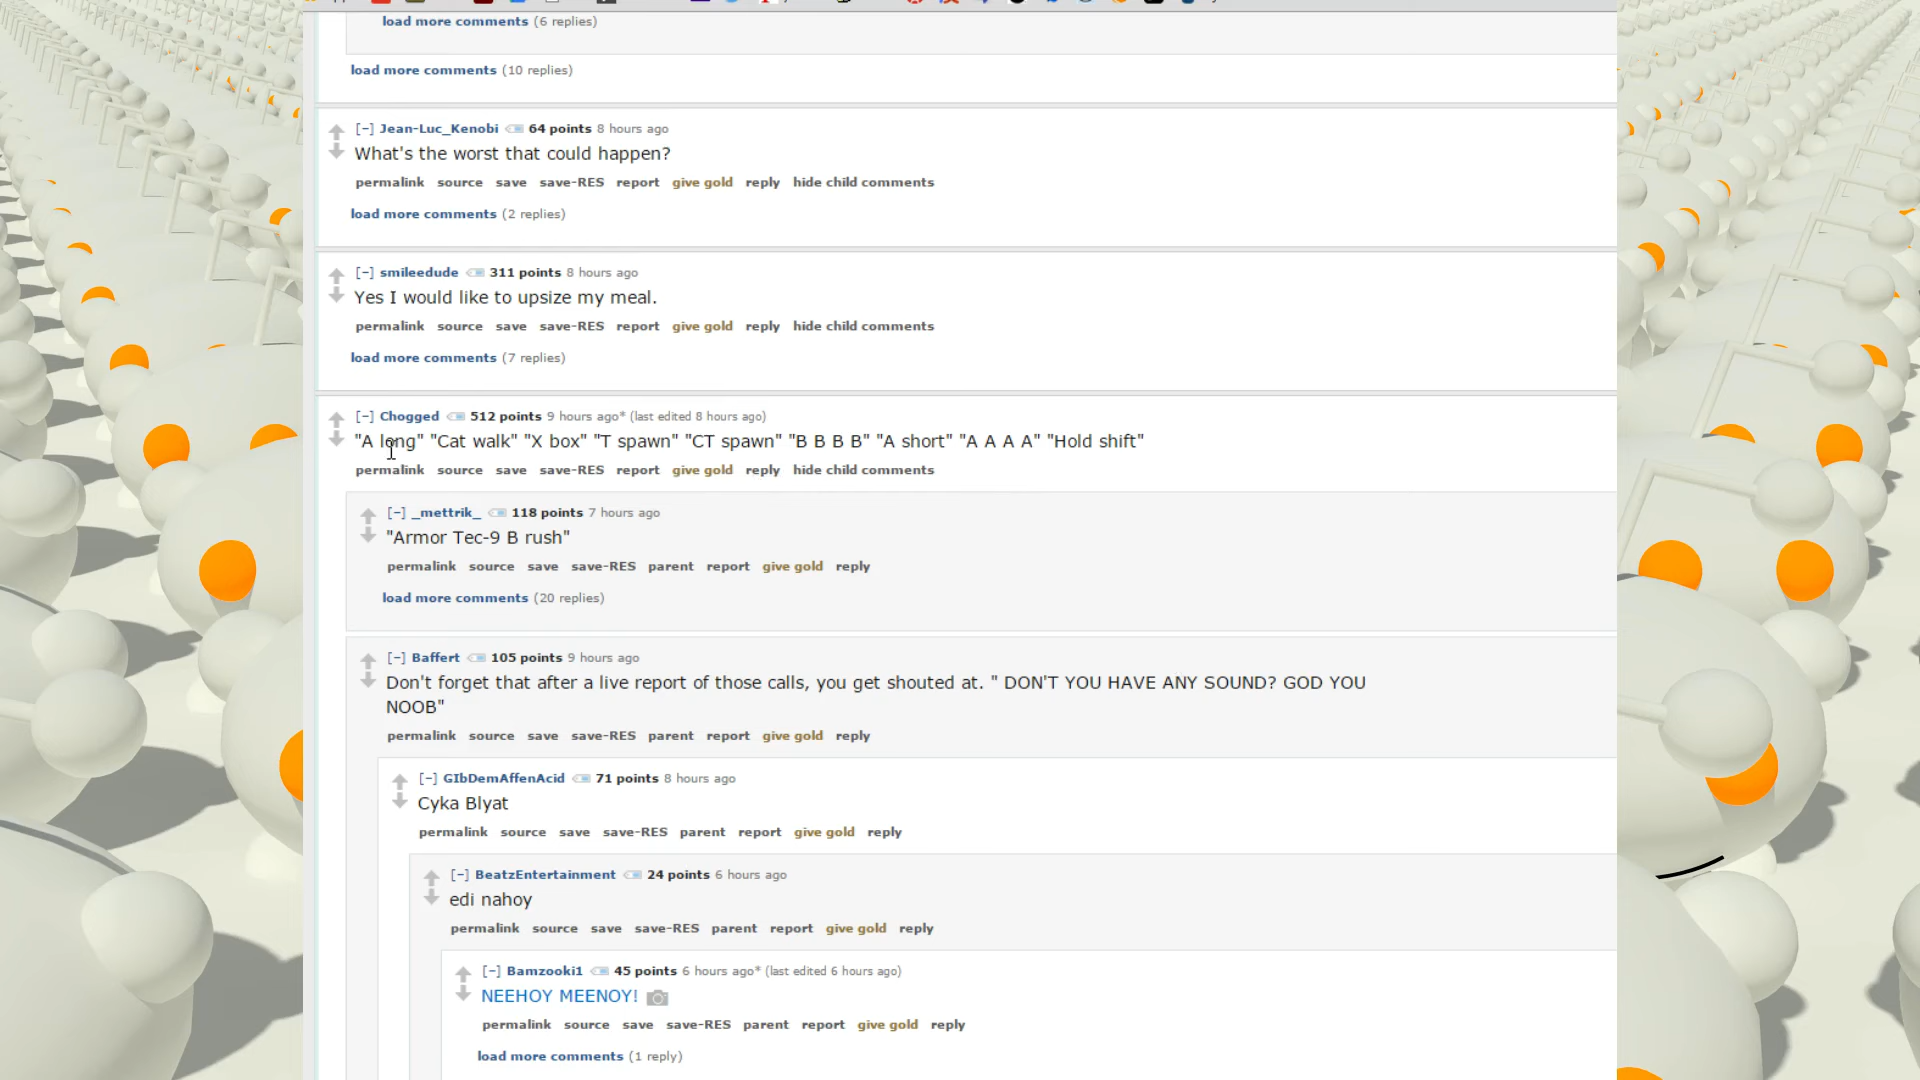 load more comments (6 replies)
load more comments (10 replies)
[-] Jean-Luc_Kenobi 64 points 8 hours ago
What's the worst that could happen?
permalink source save save-RES report give gold reply hide child comments
load more comments (2 replies)
[-] smileedude 311 points 8 hours ago
Yes I would like to upsize my meal.
permalink source save save-RES report give gold reply hide child comments
load more comments (7 replies)
[-] Chogged 512 points 9 hours ago* (last edited 8 hours ago)
"A long" "Cat walk" "X box" "T spawn" "CT spawn" "B B B B" "A short" "A A A A" "Hold shift"
permalink source save save-RES report give gold reply hide child comments
[-] _mettrik_ 118 points 7 hours ago
"Armor Tec-9 B rush"
permalink source save save-RES parent report give gold reply
load more comments (20 replies)
[-] Baffert 105 points 9 hours ago
Don't forget that after a live report of those calls, you get shouted at. " DON'T YOU HAVE ANY SOUND? GOD YOU
NOOB"
permalink source save save-RES parent report give gold reply
[-] GIbDemAffenAcid 71 points 8 hours ago
Cyka Blyat
permalink source save save-RES parent report give gold reply
[-] BeatzEntertainment 24 points 6 hours ago
edi nahoy
permalink source save save-RES parent report give gold reply
[-] Bamzooki1 45 points 6 hours ago* (last edited 6 hours ago)
NEEHOY MEENOY!
permalink source save save-RES parent report give gold reply
load more comments (1 reply)